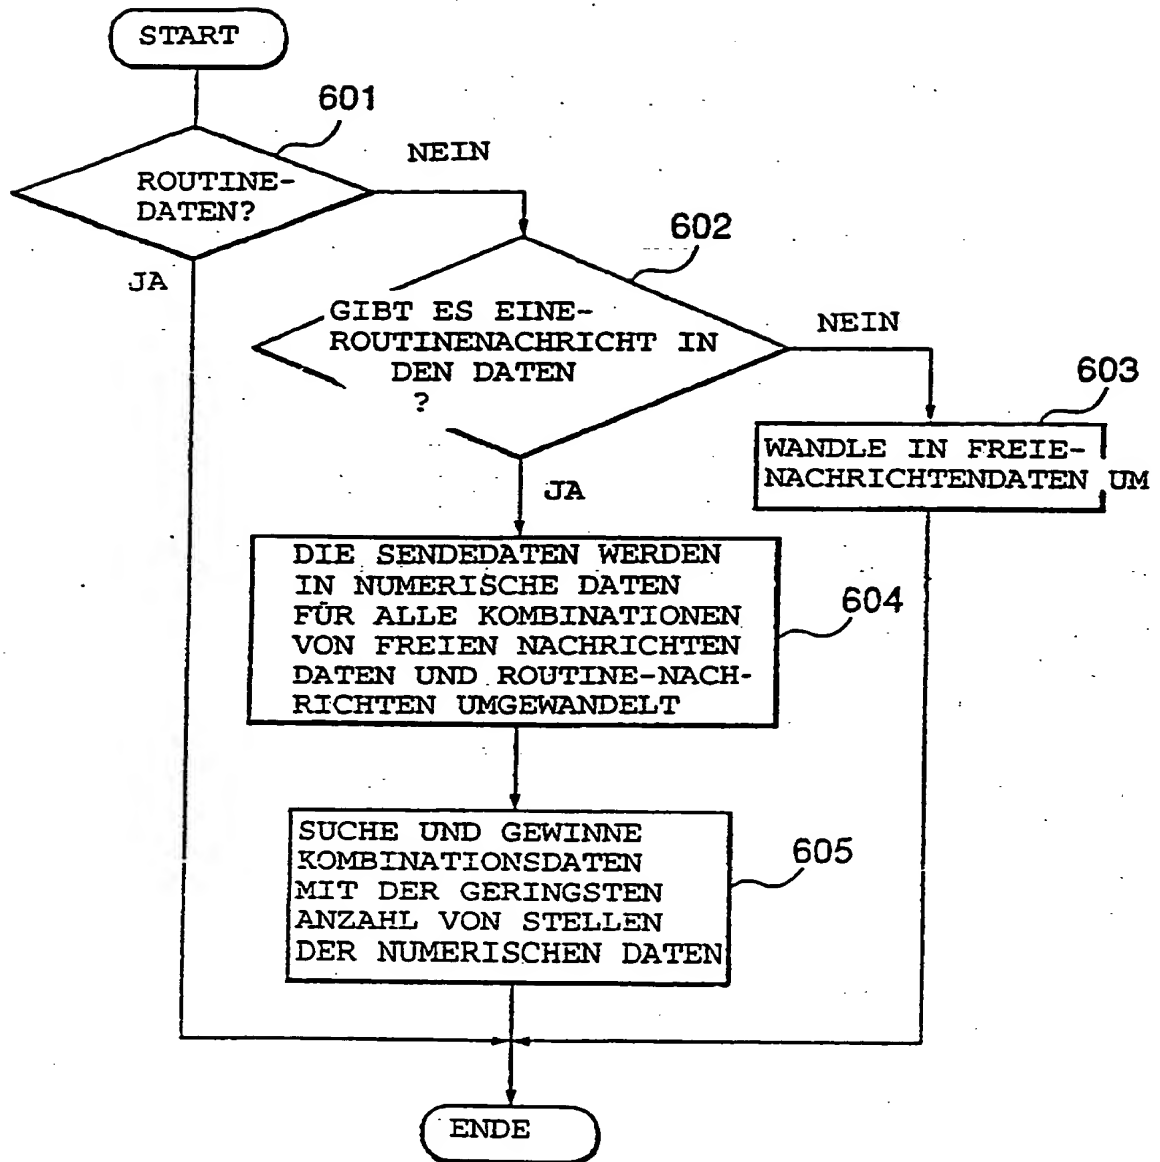 START
601
NEIN
ROUTINE-
DATEN?
JA
602
GIBT ES EINE-
ROUTINENACHRICHT IN
DEN DATEN
?
NEIN
603
WANDLE IN FREIE-
NACHRICHTENDATEN UM
JA
DIE SENDEDATEN WERDEN
IN NUMERISCHE DATEN
FÜR ALLE KOMBINATIONEN
VON FREIEN NACHRICHTEN
DATEN UND ROUTINE-NACH-
RICHTEN UMGEWANDELT
604
SUCHE UND GEWINNE
KOMBINATIONSDATEN
MIT DER GERINGSTEN
ANZAHL VON STELLEN
DER NUMERISCHEN DATEN
605
ENDE